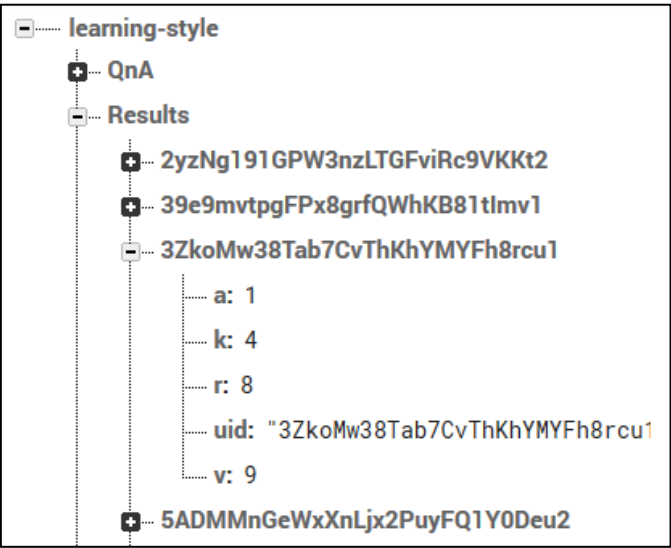 learning-style
QnA
Results
2yzNg191GPW3nzLTGFviRc9VKKt2
39e9mvtpgFPx8grfQWhKB81tImv1
3ZkoMw38Tab7CvThKhYMYFh8rcu1
a: 1
k: 4
r: 8
uid: "3ZkoMw38Tab7CvThKhYMYFh8rcu1
v: 9
5ADMMnGeWxXnLjx2PuyFQ1Y0Deu2